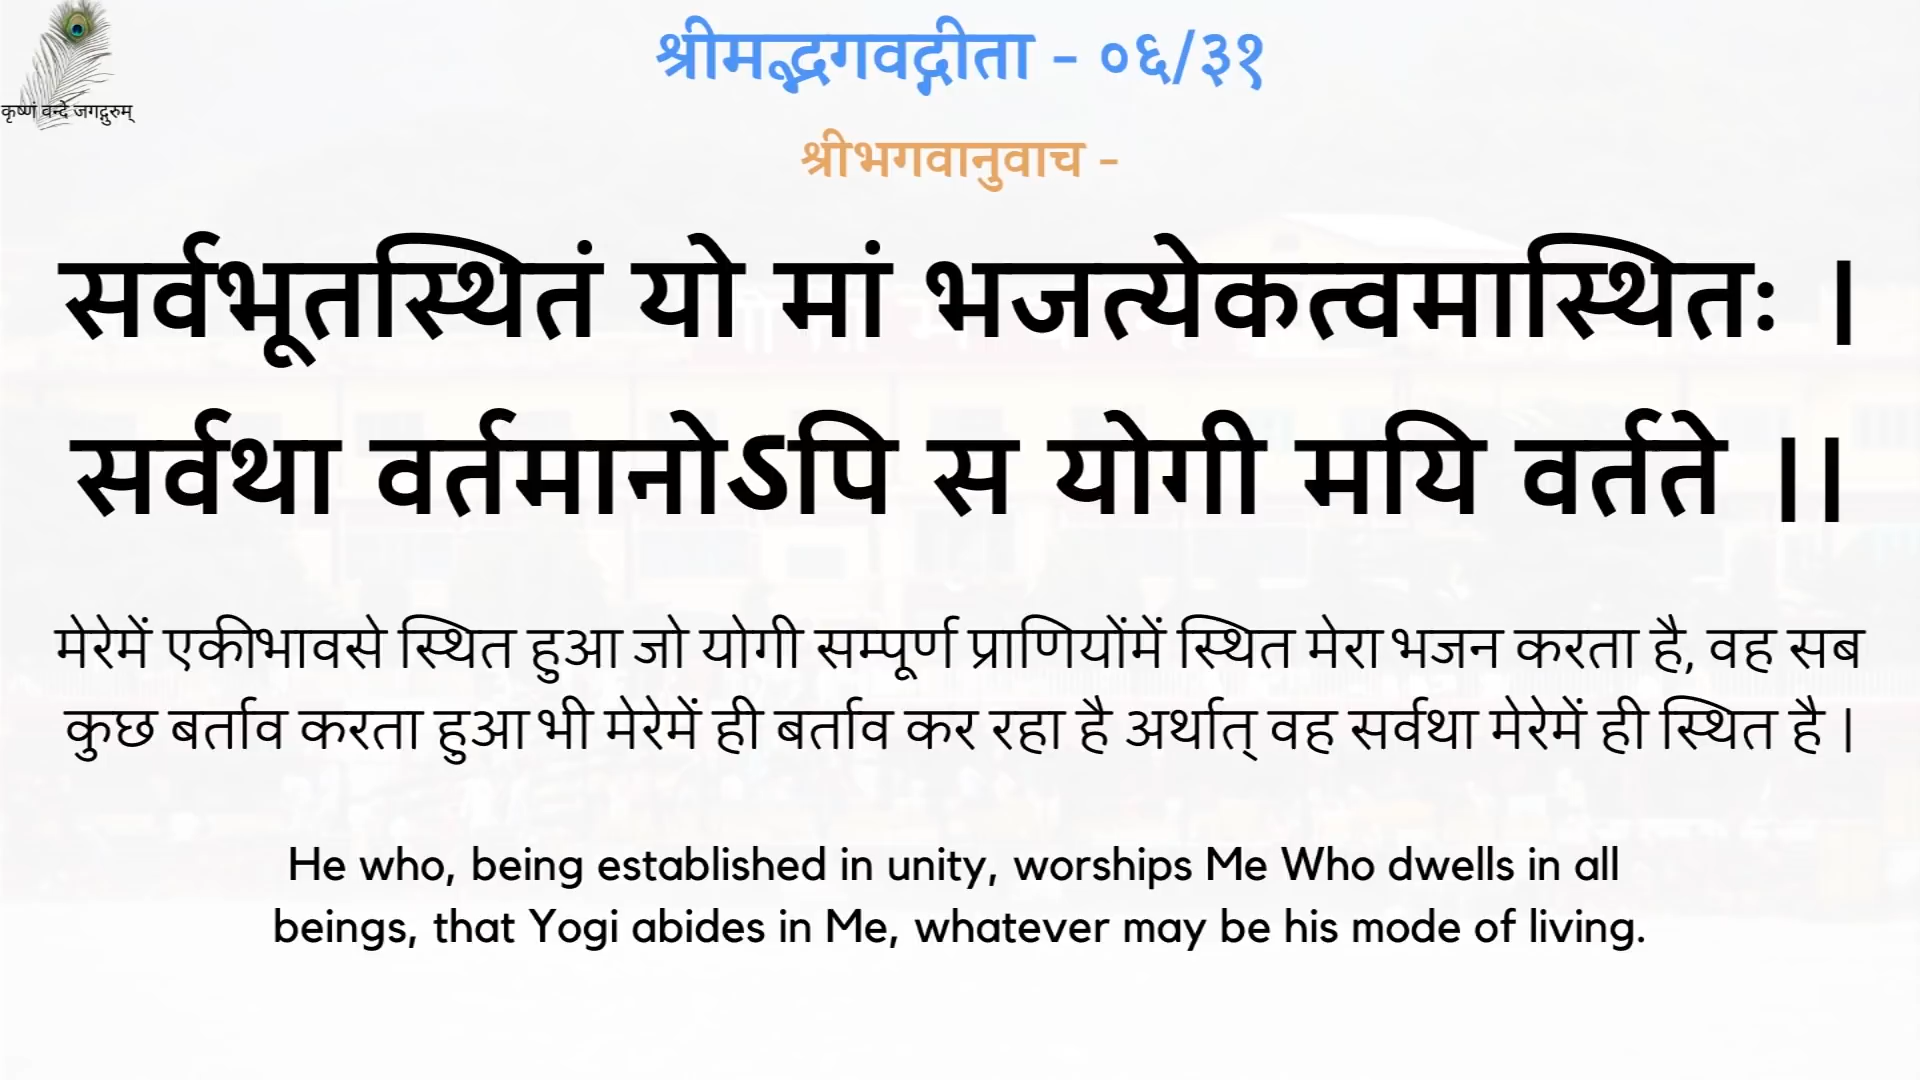 कृष्णं वन्दे जगद्गुरुम्
श्रीमद्भगवद्गीता - ०६/३१
श्रीभगवानुवाच -
सर्वभूतस्थितं यो मां भजत्येकत्वमास्थितः |
सर्वथा वर्तमानोऽपि स योगी मयि वर्तते ||
मेरेमें एकीभावसे स्थित हुआ जो योगी सम्पूर्ण प्राणियोंमें स्थित मेरा भजन करता है, वह सब
कुछ बर्ताव करता हुआ भी मेरेमें ही बर्ताव कर रहा है अर्थात् वह सर्वथा मेरेमें ही स्थित है |
He who, being established in unity, worships Me Who dwells in all
beings, that Yogi abides in Me, whatever may be his mode of living.